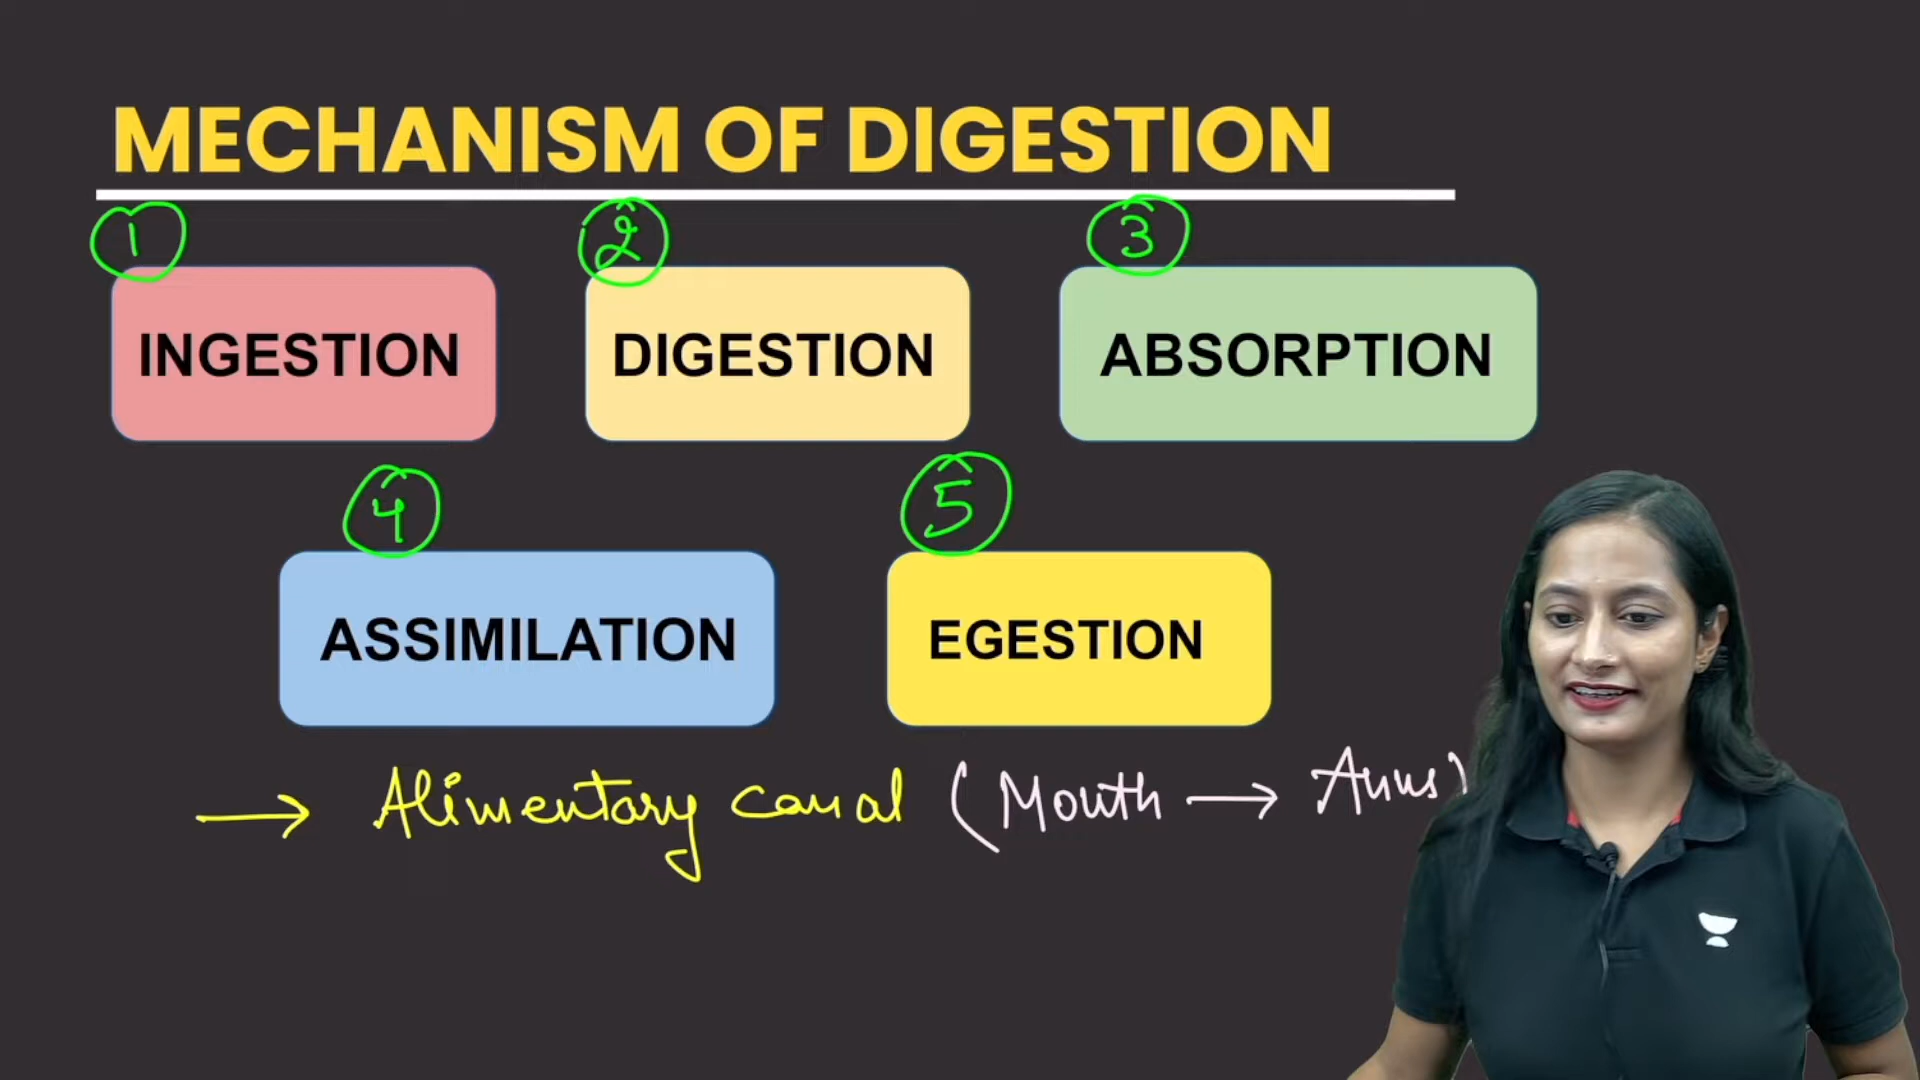 MECHANISM OF DIGESTION
1 2 3
INGESTION DIGESTION ABSORPTION
4 5
ASSIMILATION EGESTION
→ Alimentary canal (Mouth → Anus)